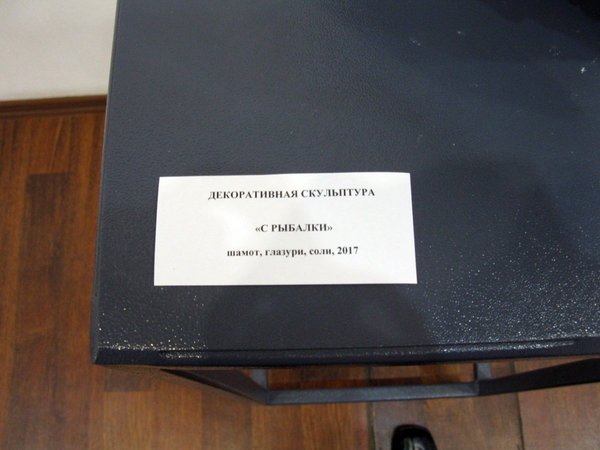 ДЕКОРАТИВНАЯ СКУЛЬПТУРА
«С РЫБАЛКИ»
шамот, глазури, соли, 2017